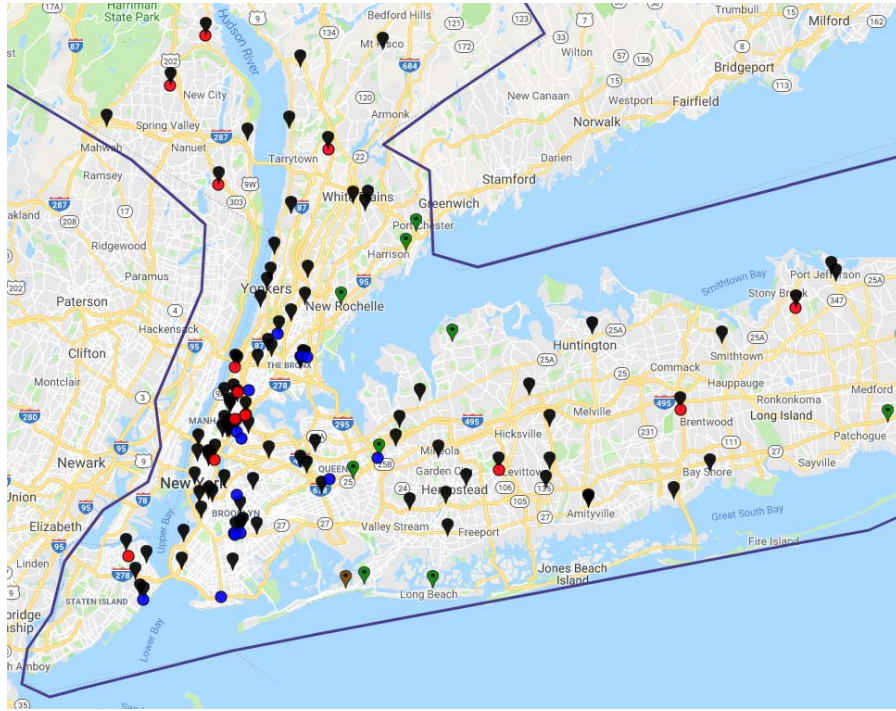 Harriman
State Park
Hudson River
Bedford Hills
Mt Kisco
Trumbull
Milford
Wilton
Bridgeport
New City
New Canaan
Westport
Fairfield
Armonk
Norwalk
Spring Valley
Mahwah
Nanuet
Tarrytown
Darien
Ramsey
Stamford
Greenwich
Port Chester
Harrison
Ridgewood
Paramus
Yonkers
New Rochelle
Smithtown Bay
Port Jefferson
Stony Brook
Paterson
Hackensack
Huntington
Smithtown
Clifton
THE BRONX
Commack
Hauppauge
Montclair
Ronkonkoma
Medford
Melville
Brentwood
Long Island
Hicksville
Patchogue
Mineola
Newark
Garden City
Levittown
Bay Shore
Sayville
New York
Hempstead
Union
BROOKLYN
Amityville
Great South Bay
Elizabeth
Upper Bay
Valley Stream
Freeport
Fire Island
Linden
Jones Beach
Island
Long Beach
STATEN ISLAND
Lower Bay
h Amboy